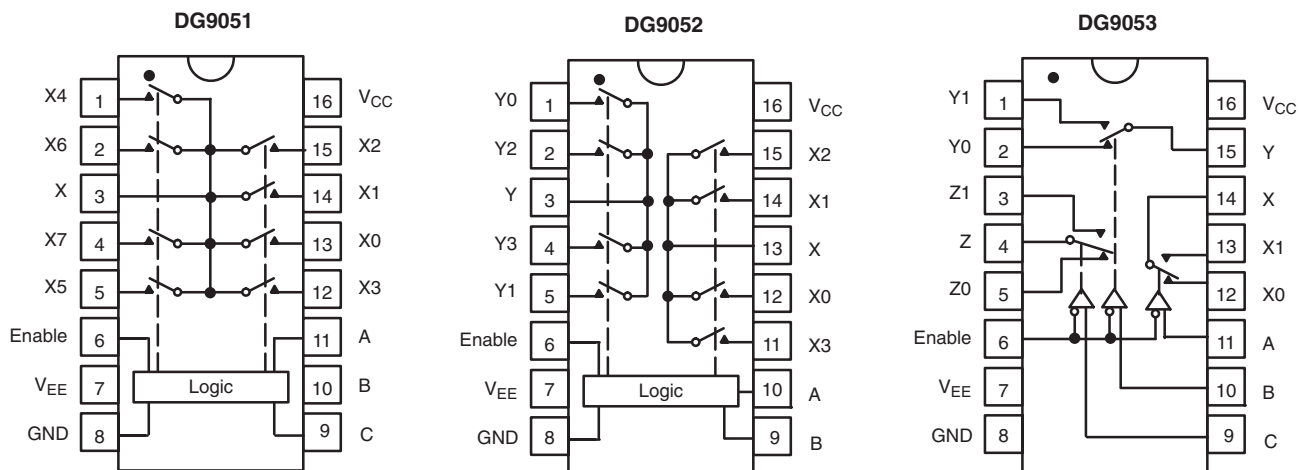 DG9051
X4 1 16 VCC
X6 2 15 X2
X 3 14 X1
X7 4 13 X0
X5 5 12 X3
Enable 6 11 A
VEE 7 Logic 10 B
GND 8 9 C
DG9052
Y0 1 16 VCC
Y2 2 15 X2
Y 3 14 X1
Y3 4 13 X
Y1 5 12 X0
Enable 6 11 X3
VEE 7 Logic 10 A
GND 8 9 B
DG9053
Y1 1 16 VCC
Y0 2 15 Y
Z1 3 14 X
Z 4 13 X1
Z0 5 12 X0
Enable 6 11 A
VEE 7 10 B
GND 8 9 C